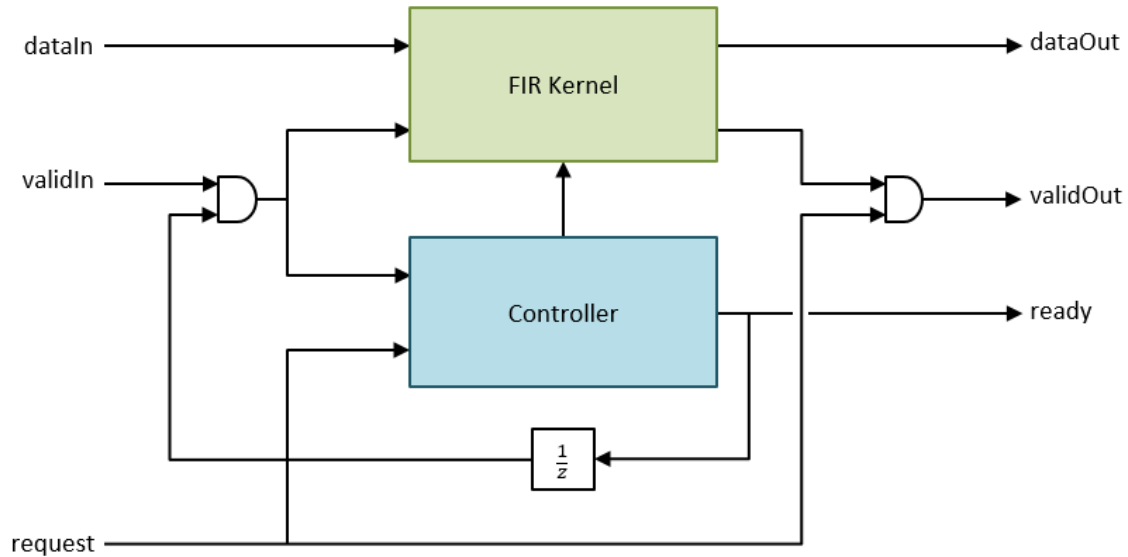 dataIn
dataOut
FIR Kernel
validIn
validOut
Controller
ready
1
z
request